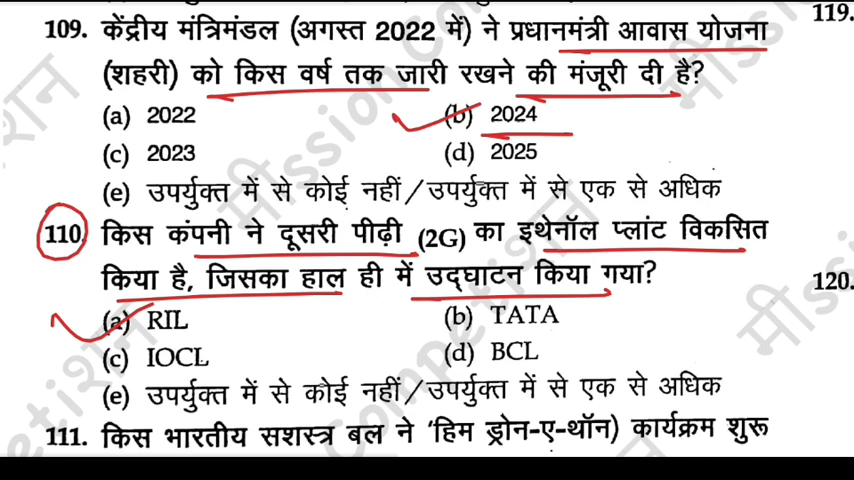 119.
109. केंद्रीय मंत्रिमंडल (अगस्त 2022 में) ने प्रधानमंत्री आवास योजना
(शहरी) को किस वर्ष तक जारी रखने की मंजूरी दी है?
(a) 2022 (b) 2024
(c) 2023 (d) 2025
(e) उपर्युक्त में से कोई नहीं/उपर्युक्त में से एक से अधिक
110. किस कंपनी ने दूसरी पीढ़ी (2G) का इथेनॉल प्लांट विकसित
किया है, जिसका हाल ही में उद्घाटन किया गया?
120.
(a) RIL (b) TATA
(c) IOCL (d) BCL
(e) उपर्युक्त में से कोई नहीं/उपर्युक्त में से एक से अधिक
111. किस भारतीय सशस्त्र बल ने 'हिम ड्रोन-ए-थॉन) कार्यक्रम शुरू